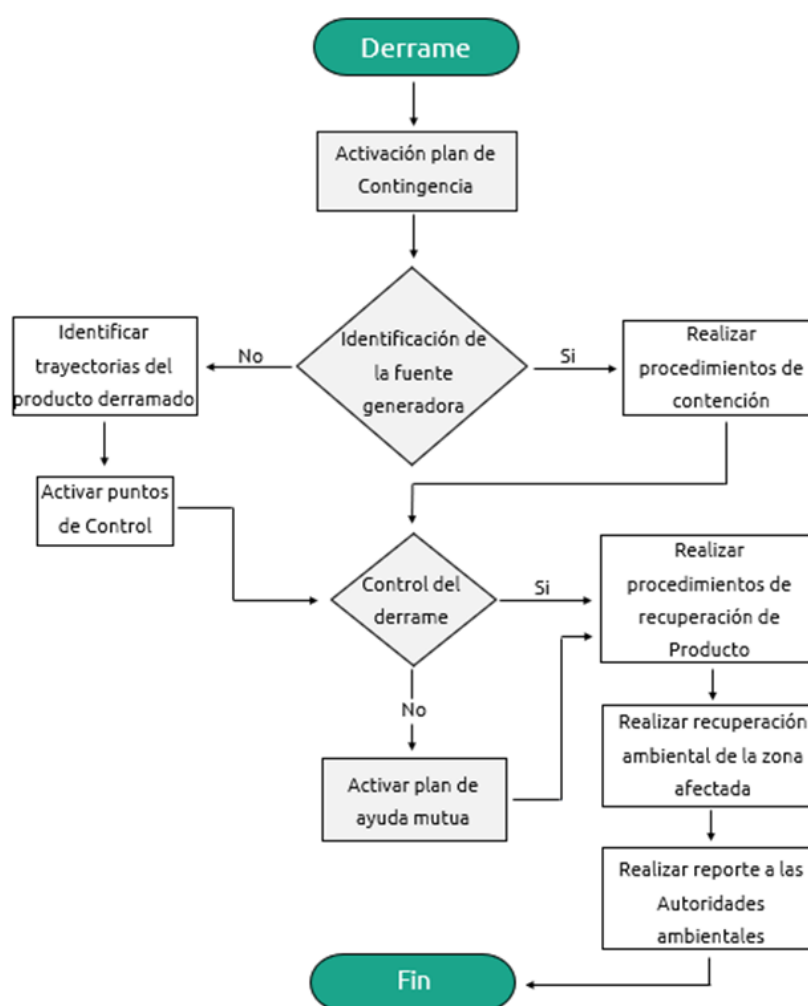 Derrame
Activación plan de
Contingencia
Identificación de
la fuente
generadora
No
Si
Identificar
trayectorias del
producto derramado
Realizar
procedimientos de
contención
Activar puntos
de Control
Control del
derrame
Si
No
Realizar
procedimientos de
recuperación de
Producto
Activar plan de
ayuda mutua
Realizar recuperación
ambiental de la zona
afectada
Realizar reporte a las
Autoridades
ambientales
Fin